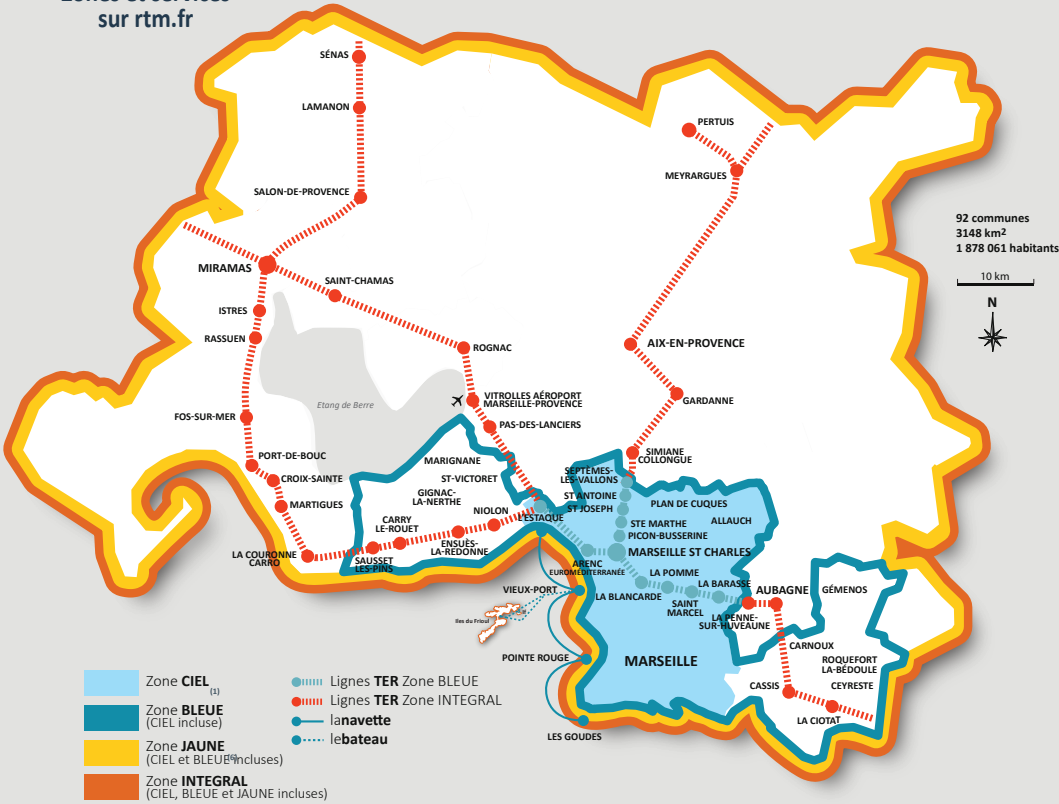 sur rtm.fr
SÉNAS
LAMANON
SALON-DE-PROVENCE
MIRAMAS
SAINT-CHAMAS
ISTRES
RASSUEN
ROGNAC
FOS-SUR-MER
Etang de Berre
VITROLLES AÉROPORT
MARSEILLE-PROVENCE
PAS-DES-LANCIERS
PERTUIS
MEYRARGUES
AIX-EN-PROVENCE
GARDANNE
SIMIANE
COLLONGUE
92 communes
3148 km²
1 878 061 habitants
10 km
N
PORT-DE-BOUC
CROIX-SAINTE
MARTIGUES
LA COURONNE
CARRO
MARIGNANE
ST-VICTORET
GIGNAC-
LA-NERTHE
NIOLON
CARRY
LE-ROUET
ENSUÈS-
LA-REDONNE
SAUSSET
LES-PINS
L'ESTAQUE
SEPTÈMES-
LES-VALLONS
ST ANTOINE
ST JOSEPH
PLAN DE CUQUES
STE MARTHE
ALLAUCH
PICON-BUSSERINE
MARSEILLE ST CHARLES
ARENC
EUROMÉDITERRANÉE
LA POMME
LA BARASSE
LA BLANCARDE
SAINT
MARCEL
LA PENNE-
SUR-HUVEAUNE
AUBAGNE
GÉMENOS
VIEUX-PORT
Iles du Frioul
POINTE ROUGE
MARSEILLE
CARNOUX
ROQUEFORT
LA-BÉDOULE
CASSIS
CEYRESTE
LA CIOTAT
LES GOUDES
Zone CIEL
(1)
Zone BLEUE
(CIEL incluse)
Zone JAUNE
(CIEL et BLEUE incluses)
Zone INTEGRAL
(CIEL, BLEUE et JAUNE incluses)
Lignes TER Zone BLEUE
Lignes TER Zone INTEGRAL
lanavette
lebateau